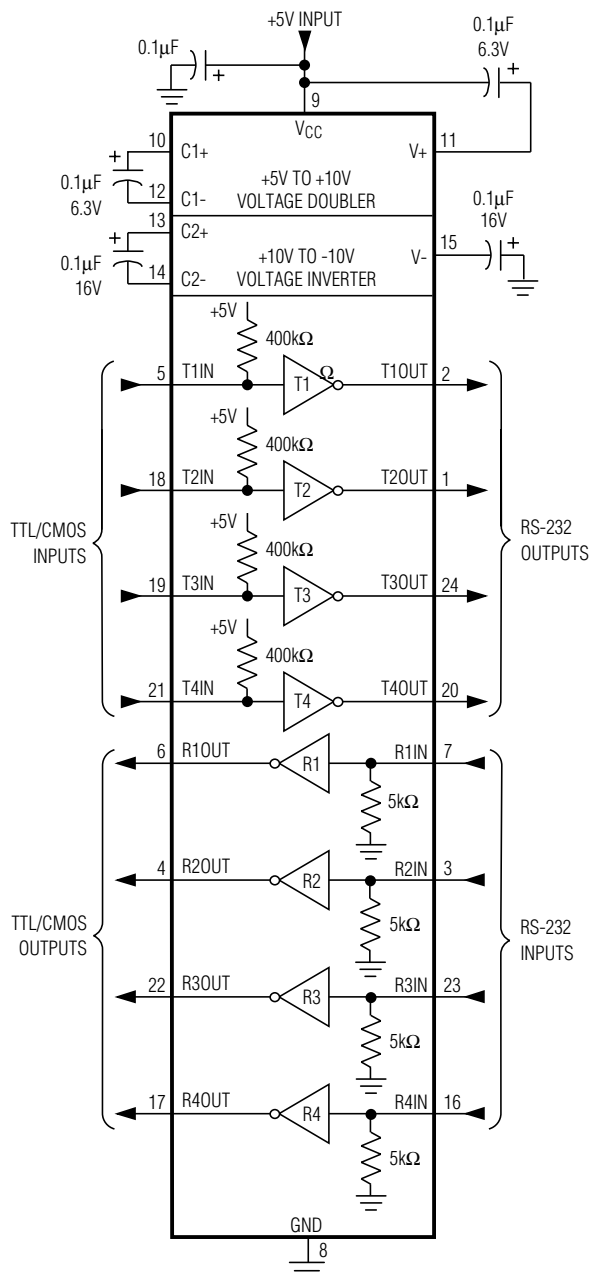 +5V INPUT
0.1µF
+
0.1µF
6.3V
+
9
VCC
10
C1+
V+
11
+
0.1µF
6.3V
12
C1-
+5V TO +10V
VOLTAGE DOUBLER
13
C2+
+
0.1µF
16V
14
C2-
+10V TO -10V
VOLTAGE INVERTER
V-
15
0.1µF
16V
+
+5V
400kΩ
5
T1IN
T1
Ω
T1OUT
2
+5V
400kΩ
18
T2IN
T2
T2OUT
1
TTL/CMOS
INPUTS
RS-232
OUTPUTS
+5V
400kΩ
19
T3IN
T3
T3OUT
24
+5V
400kΩ
21
T4IN
T4
T4OUT
20
6
R1OUT
R1
R1IN
7
5kΩ
4
R2OUT
R2
R2IN
3
5kΩ
TTL/CMOS
OUTPUTS
RS-232
INPUTS
22
R3OUT
R3
R3IN
23
5kΩ
17
R4OUT
R4
R4IN
16
5kΩ
GND
8